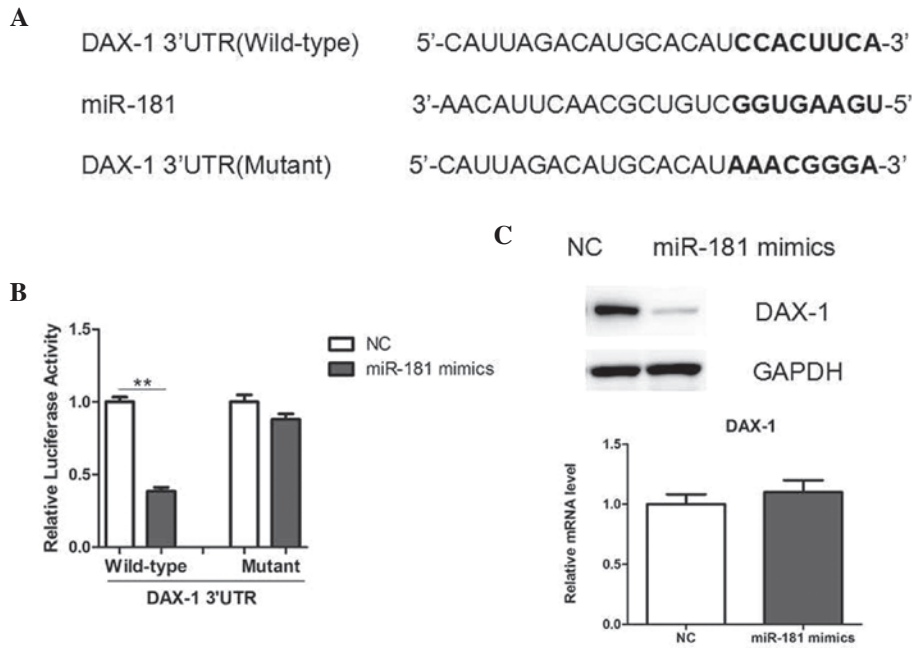 A
DAX-1 3’UTR(Wild-type) 5’-CAUUAGACAUGCACAUCCACUUCA-3’
miR-181 3’-AACAUUCAACGCUGUCGGUGAAGU-5’
DAX-1 3’UTR(Mutant) 5’-CAUUAGACAUGCACAUAAACGGGA-3’
B
Relative Luciferase Activity
1.5
1.0
0.5
0.0
**
NC
miR-181 mimics
Wild-type Mutant
DAX-1 3'UTR
C
NC miR-181 mimics
DAX-1
GAPDH
DAX-1
Relative mRNA level
1.5
1.0
0.5
0.0
NC miR-181 mimics